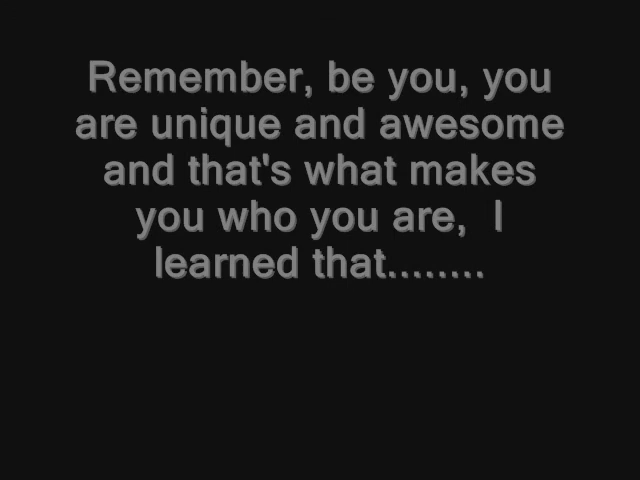 Remember, be you, you
are unique and awesome
and that's what makes
you who you are,  I
learned that........